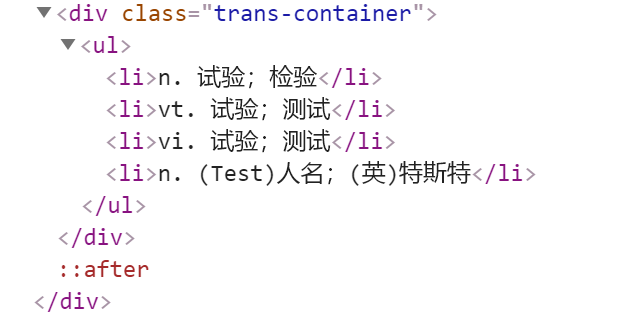 ▼<div class="trans-container">
▼<ul>
<li>n. 试验；检验</li>
<li>vt. 试验；测试</li>
<li>vi. 试验；测试</li>
<li>n. (Test)人名；(英)特斯特</li>
</ul>
</div>
::after
</div>